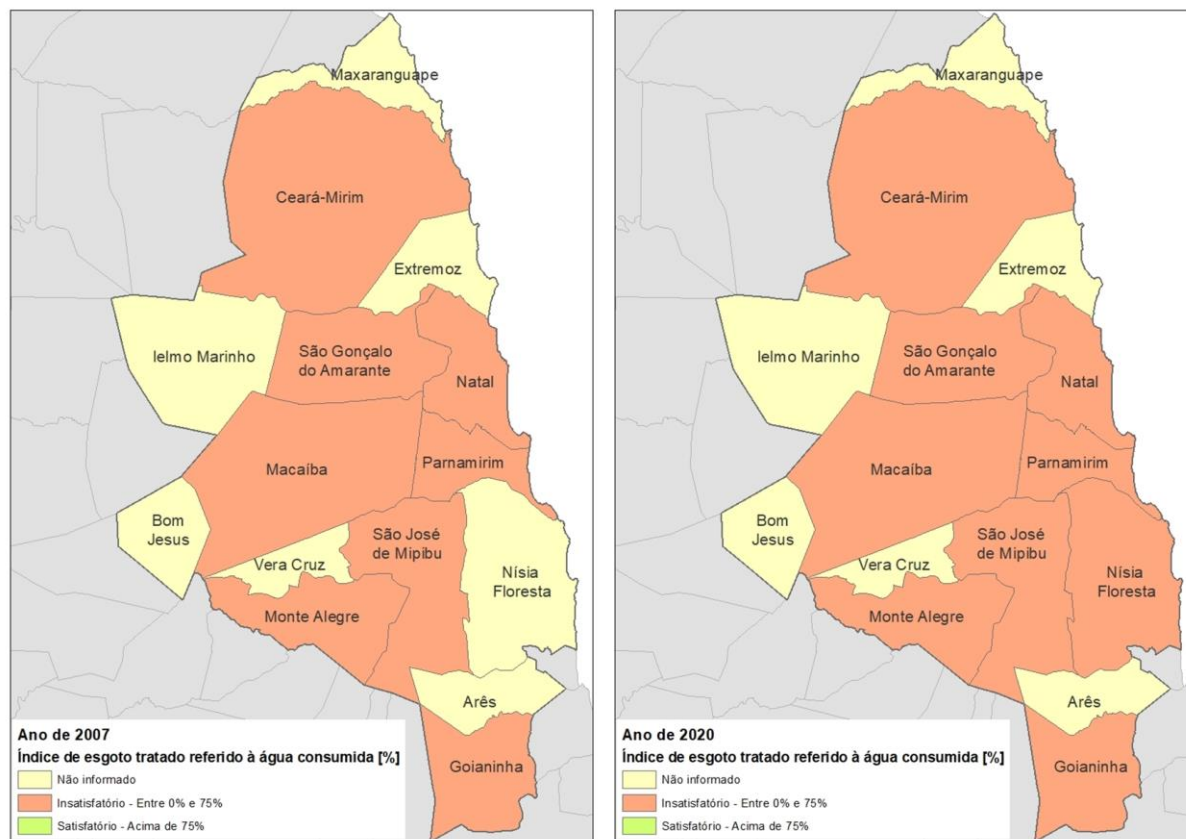 Maxaranguape
Ceará-Mirim
Extremoz
Ielmo Marinho
São Gonçalo
do Amarante
Natal
Macaíba
Parnamirim
Bom
Jesus
São José
de Mipibu
Vera Cruz
Nísia
Floresta
Monte Alegre
Arês
Goianinha
Ano de 2007
Índice de esgoto tratado referido à água consumida [%]
Não informado
Insatisfatório - Entre 0% e 75%
Satisfatório - Acima de 75%
Maxaranguape
Ceará-Mirim
Extremoz
Ielmo Marinho
São Gonçalo
do Amarante
Natal
Macaíba
Parnamirim
Bom
Jesus
São José
de Mipibu
Vera Cruz
Nísia
Floresta
Monte Alegre
Arês
Goianinha
Ano de 2020
Índice de esgoto tratado referido à água consumida [%]
Não informado
Insatisfatório - Entre 0% e 75%
Satisfatório - Acima de 75%